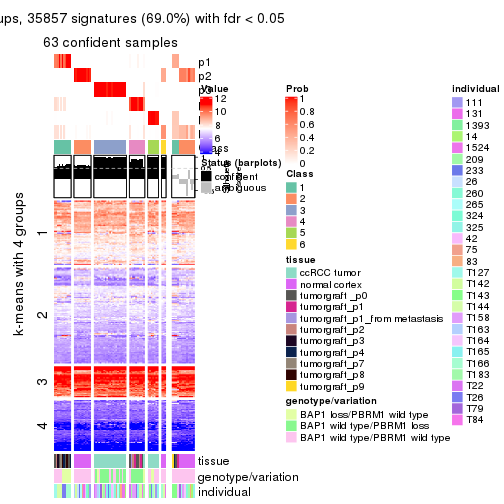 ups, 35857 signatures (69.0%) with fdr < 0.05
63 confident samples
p1
p2
Value
12
10
8
6
4
Status (barplots)
confident
ambiguous
k-means with 4 groups
1
2
3
4
tissue
genotype/variation
individual
Prob
1
0.8
0.6
0.4
0.2
0
Class
1
2
3
4
5
6
tissue
ccRCC tumor
normal cortex
tumorgraft_p0
tumorgraft_p1
tumorgraft_p1_from metastasis
tumorgraft_p2
tumorgraft_p3
tumorgraft_p4
tumorgraft_p7
tumorgraft_p8
tumorgraft_p9
genotype/variation
BAP1 loss/PBRM1 wild type
BAP1 wild type/PBRM1 loss
BAP1 wild type/PBRM1 wild type
individual
111
131
1393
14
1524
209
233
26
260
265
324
325
42
75
83
T127
T142
T143
T144
T158
T163
T164
T165
T166
T183
T22
T26
T79
T84